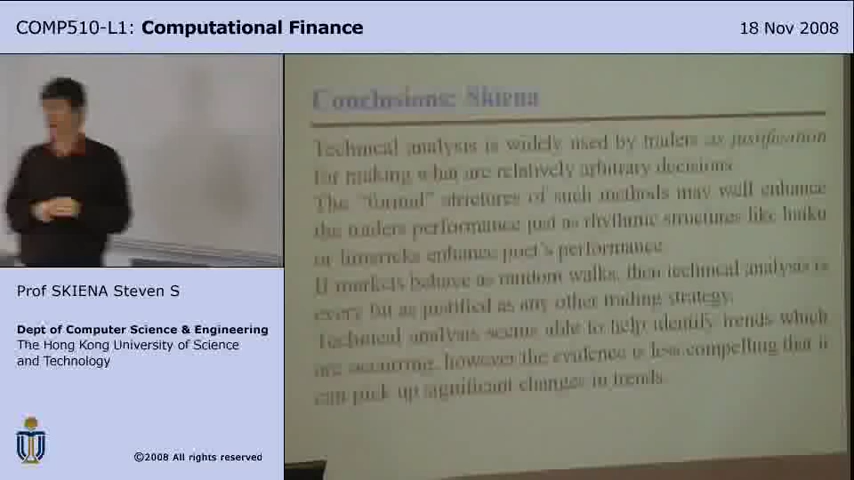 COMP510-L1: Computational Finance
18 Nov 2008
Conclusions: Skiena
Technical analysis is widely used by traders as justification
for making what are relatively arbitrary decisions.
The "formal" strictures of such methods may well enhance
the traders performance just as rhythmic structures like haiku
or limericks enhance poet's performance.
If markets behave as random walks, then technical analysis is
every bit as justified as any other trading strategy.
Technical analysis seems able to help identify trends which
are occurring, however the evidence is less compelling that it
can pick up significant changes in trends.
Prof SKIENA Steven S
Dept of Computer Science & Engineering
The Hong Kong University of Science
and Technology
©2008 All rights reserved